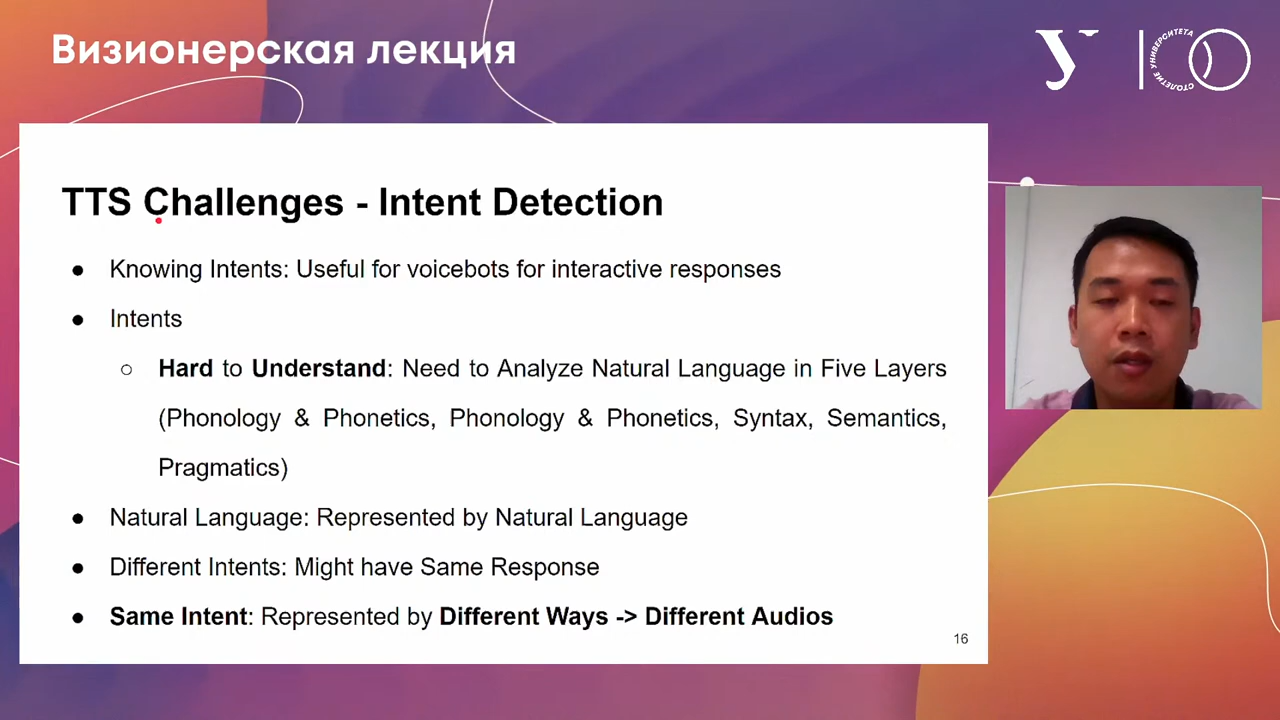 Визионерская лекция
У
СТОЛЕТИЕ УНИВЕРСИТЕТА
TTS Challenges - Intent Detection
● Knowing Intents: Useful for voicebots for interactive responses
● Intents
○ Hard to Understand: Need to Analyze Natural Language in Five Layers
(Phonology & Phonetics, Phonology & Phonetics, Syntax, Semantics,
Pragmatics)
● Natural Language: Represented by Natural Language
● Different Intents: Might have Same Response
● Same Intent: Represented by Different Ways -> Different Audios
16